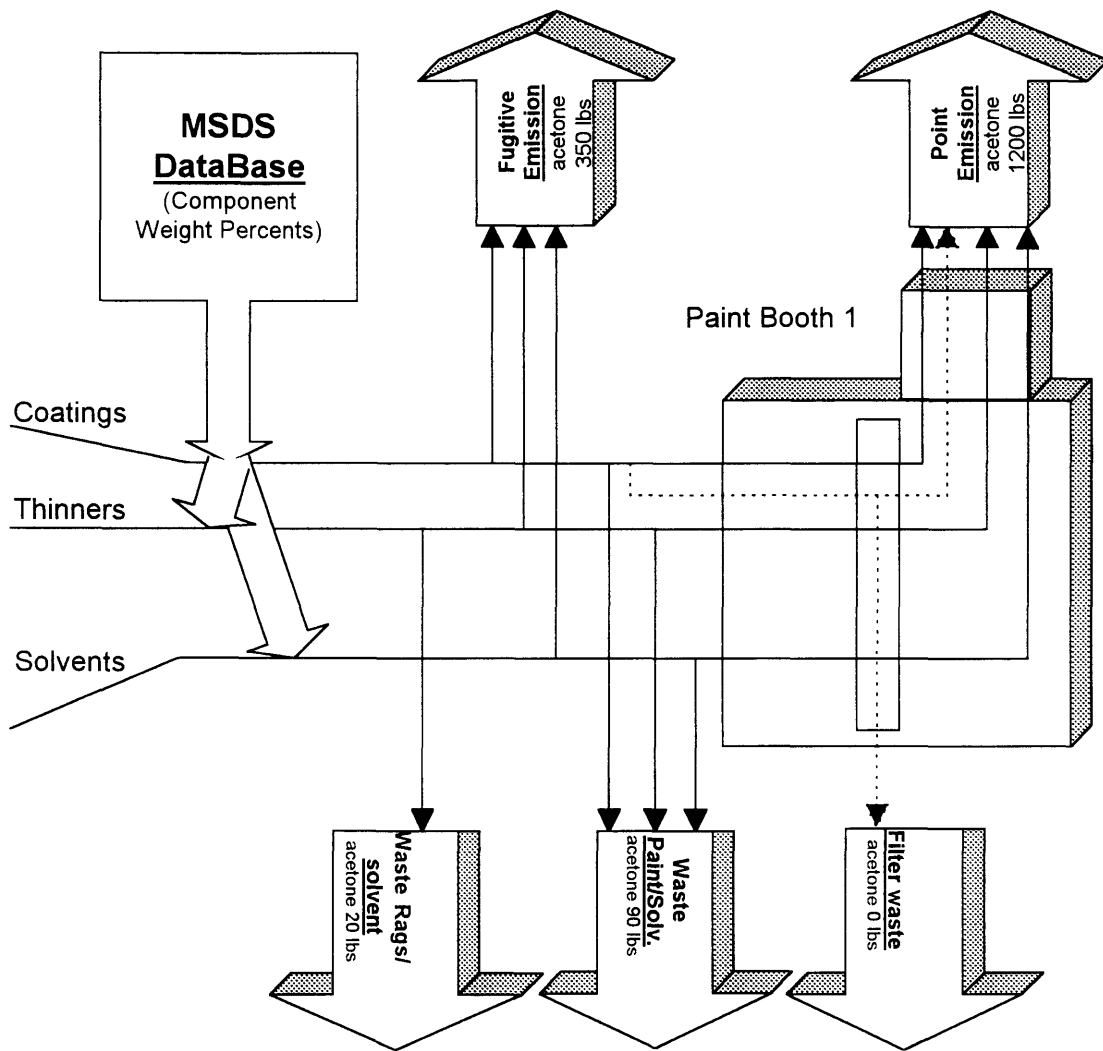 MSDS
DataBase
(Component
Weight Percents)
Fugitive
Emission
acetone
350 lbs
Point
Emission
acetone
1200 lbs
Paint Booth 1
Coatings
Thinners
Solvents
Waste Rags/
solvent
acetone 20 lbs
Waste
Paint/Solv.
acetone 90 lbs
Filter waste
acetone 0 lbs